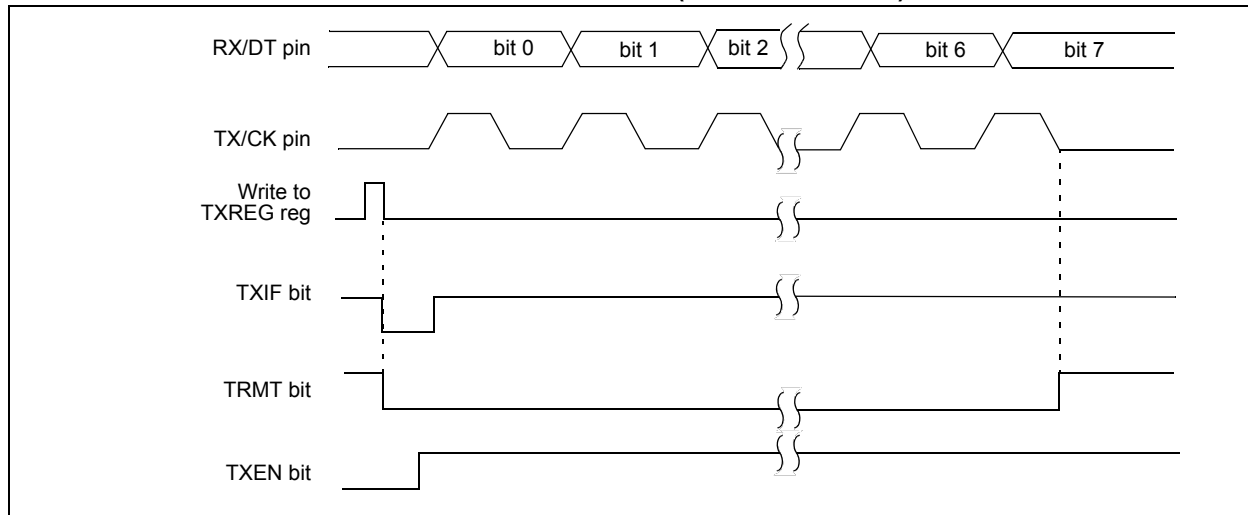 RX/DT pin
bit 0
bit 1
bit 2
bit 6
bit 7
TX/CK pin
Write to
TXREG reg
TXIF bit
TRMT bit
TXEN bit